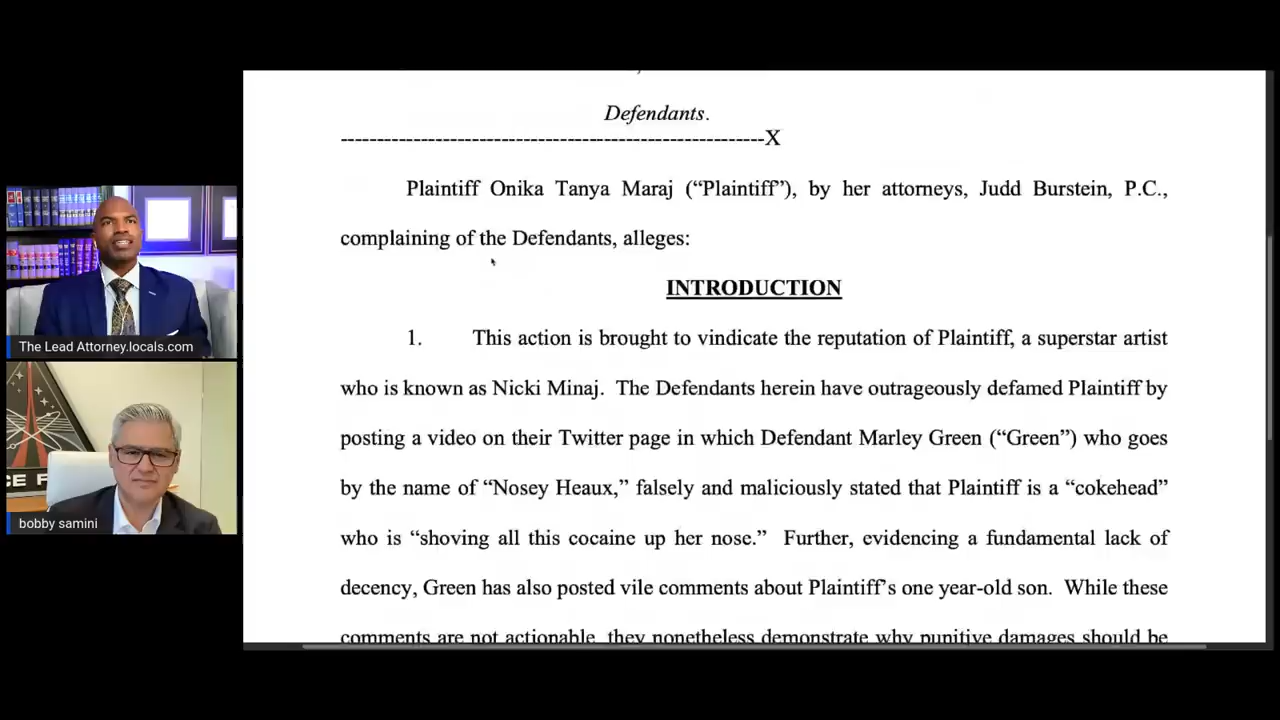 Defendants.
-----------------------------------------------------------------X
Plaintiff Onika Tanya Maraj (“Plaintiff”), by her attorneys, Judd Burstein, P.C.,
complaining of the Defendants, alleges:
INTRODUCTION
1. This action is brought to vindicate the reputation of Plaintiff, a superstar artist
who is known as Nicki Minaj. The Defendants herein have outrageously defamed Plaintiff by
posting a video on their Twitter page in which Defendant Marley Green (“Green”) who goes
by the name of “Nosey Heaux,” falsely and maliciously stated that Plaintiff is a “cokehead”
who is “shoving all this cocaine up her nose.” Further, evidencing a fundamental lack of
decency, Green has also posted vile comments about Plaintiff’s one year-old son. While these
comments are not actionable, they nonetheless demonstrate why punitive damages should be
The Lead Attorney.locals.com
CE F
bobby samini